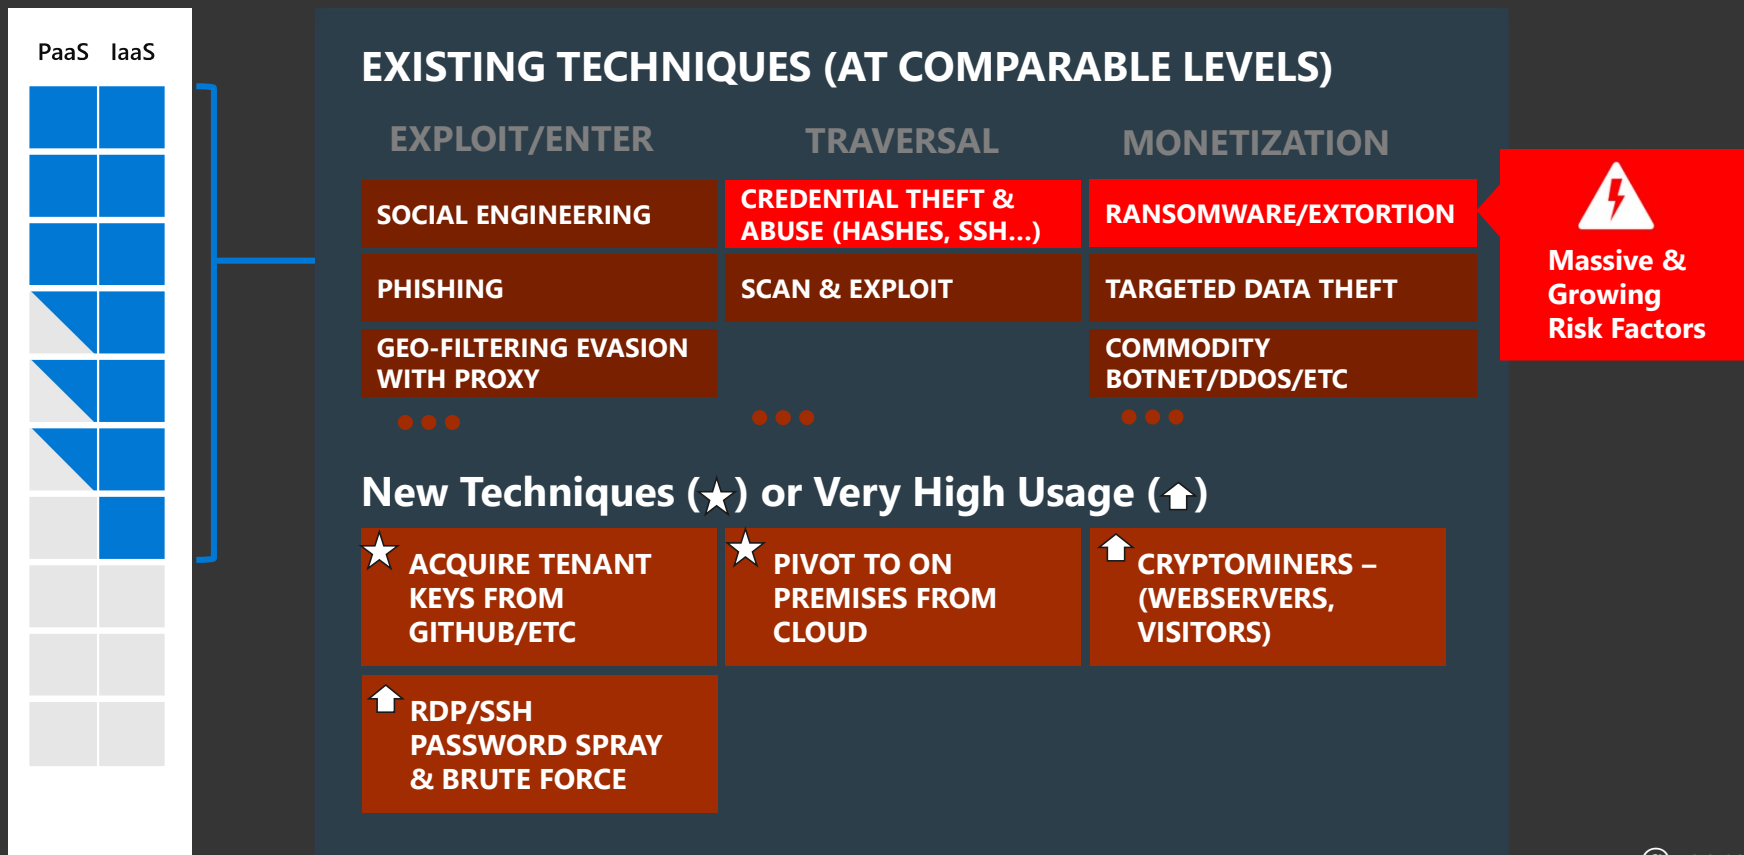 PaaS IaaS
EXISTING TECHNIQUES (AT COMPARABLE LEVELS)
EXPLOIT/ENTER
TRAVERSAL
MONETIZATION
SOCIAL ENGINEERING
CREDENTIAL THEFT &
ABUSE (HASHES, SSH...)
RANSOMWARE/EXTORTION
Massive &
Growing
Risk Factors
PHISHING
SCAN & EXPLOIT
TARGETED DATA THEFT
GEO-FILTERING EVASION
WITH PROXY
COMMODITY
BOTNET/DDOS/ETC
New Techniques (★) or Very High Usage (⬆)
ACQUIRE TENANT
KEYS FROM
GITHUB/ETC
PIVOT TO ON
PREMISES FROM
CLOUD
CRYPTOMINERS –
(WEBSERVERS,
VISITORS)
RDP/SSH
PASSWORD SPRAY
& BRUTE FORCE